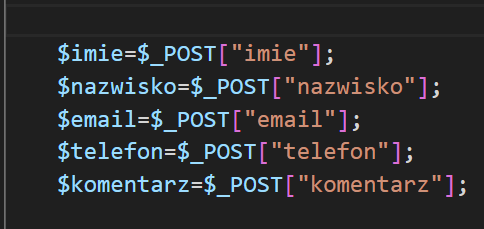 $imie=$_POST["imie"];
$nazwisko=$_POST["nazwisko"];
$email=$_POST["email"];
$telefon=$_POST["telefon"];
$komentarz=$_POST["komentarz"];